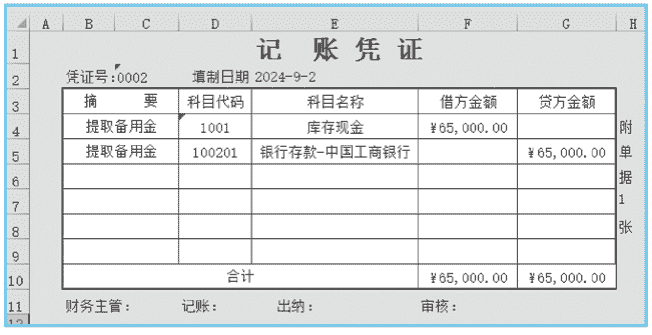 A B C D E F G H
1 记 账 凭 证
2 凭证号:0002 填制日期 2024-9-2
3 摘 要 科目代码 科目名称 借方金额 贷方金额
4 提取备用金 1001 库存现金 ¥65,000.00 附
5 提取备用金 100201 银行存款-中国工商银行 ¥65,000.00 单
6 据
7 1
8 张
9
10 合计 ¥65,000.00 ¥65,000.00
11 财务主管: 记账: 出纳: 审核:
12